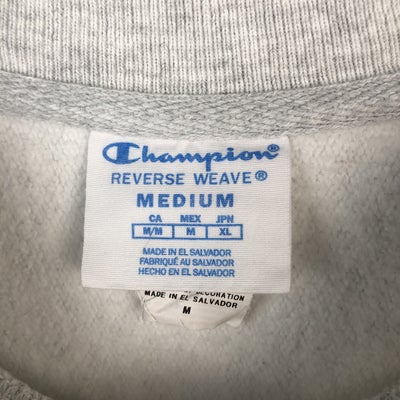 Champion®
REVERSE WEAVE®
MEDIUM
CA MEX JPN
M/M M XL
MADE IN EL SALVADOR
FABRIQUÉ AU SALVADOR
HECHO EN EL SALVADOR
DECORATION
MADE IN EL SALVADOR
M